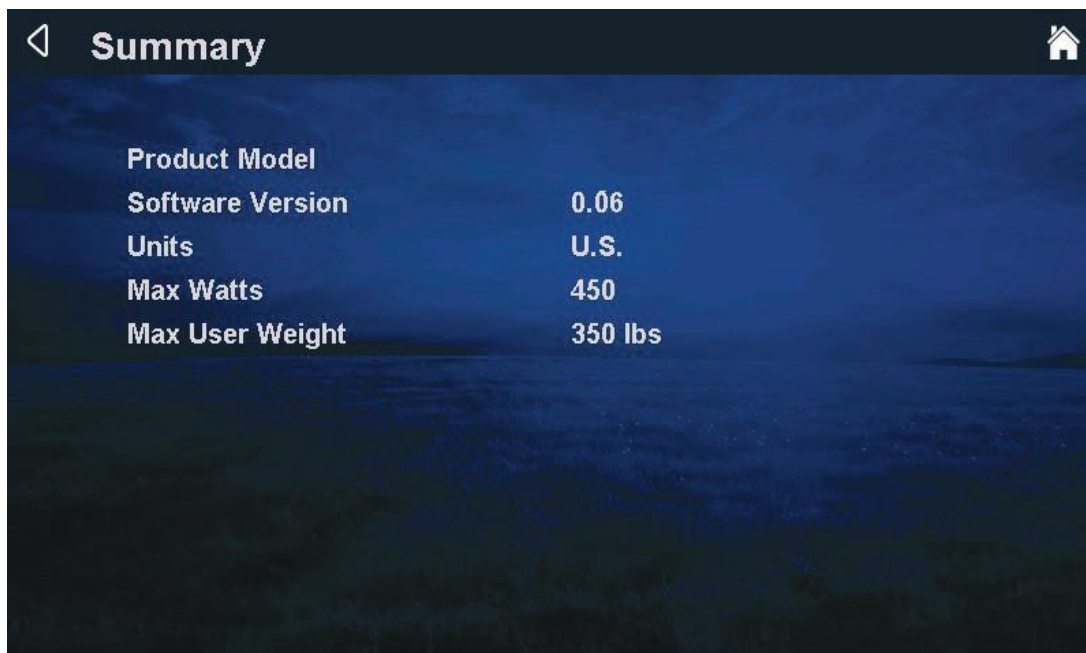 Summary
Product Model
Software Version 0.06
Units U.S.
Max Watts 450
Max User Weight 350 lbs